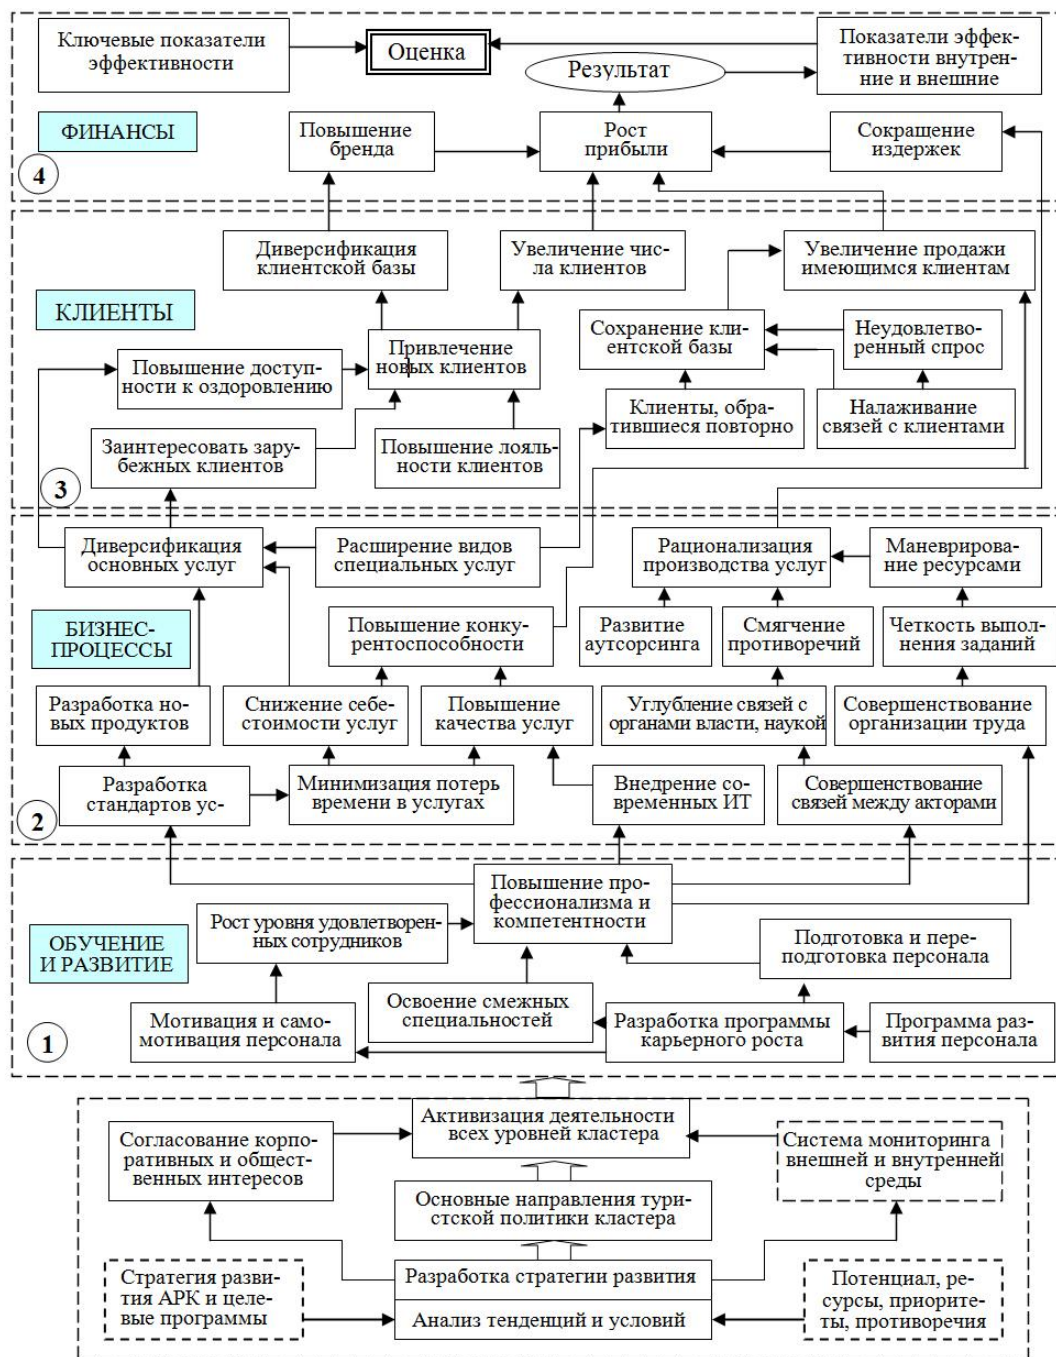 Ключевые показатели
эффективности
Оценка
Показатели эффек-
тивности внутрен-
ние и внешние
Результат
ФИНАНСЫ
Повышение
бренда
Рост
прибыли
Сокращение
издержек
4
Диверсификация
клиентской базы
Увеличение чис-
ла клиентов
Увеличение продажи
имеющимся клиентам
КЛИЕНТЫ
Привлечение
новых клиентов
Сохранение кли-
ентской базы
Неудовлетво-
ренный спрос
Повышение доступ-
ности к оздоровлению
Клиенты, обра-
тившиеся повторно
Налаживание
связей с клиентами
Заинтересовать зару-
бежных клиентов
Повышение лояль-
ности клиентов
3
Диверсификация
основных услуг
Расширение видов
специальных услуг
Рационализация
производства услуг
Маневрирова-
ние ресурсами
БИЗНЕС-
ПРОЦЕССЫ
Повышение конку-
рентоспособности
Развитие
аутсорсинга
Смягчение
противоречий
Четкость выпол-
нения заданий
Разработка но-
вых продуктов
Снижение себе-
стоимости услуг
Повышение
качества услуг
Углубление связей с
органами власти, наукой
Совершенствование
организации труда
Разработка
стандартов ус-
Минимизация потерь
времени в услугах
Внедрение со-
временных ИТ
Совершенствование
связей между акторами
2
Повышение про-
фессионализма и
компетентности
Рост уровня удовлетворен-
ных сотрудников
ОБУЧЕНИЕ
И РАЗВИТИЕ
Подготовка и пере-
подготовка персонала
Освоение смежных
специальностей
Мотивация и само-
мотивация персонала
Разработка программы
карьерного роста
Программа раз-
вития персонала
1
Активизация деятельности
всех уровней кластера
Согласование корпо-
ративных и общест-
венных интересов
Система мониторинга
внешней и внутренней
среды
Основные направления тури-
стской политики кластера
Разработка стратегии развития
Стратегия разви-
тия АРК и целе-
вые программы
Анализ тенденций и условий
Потенциал, ре-
сурсы, приорите-
ты, противоречия